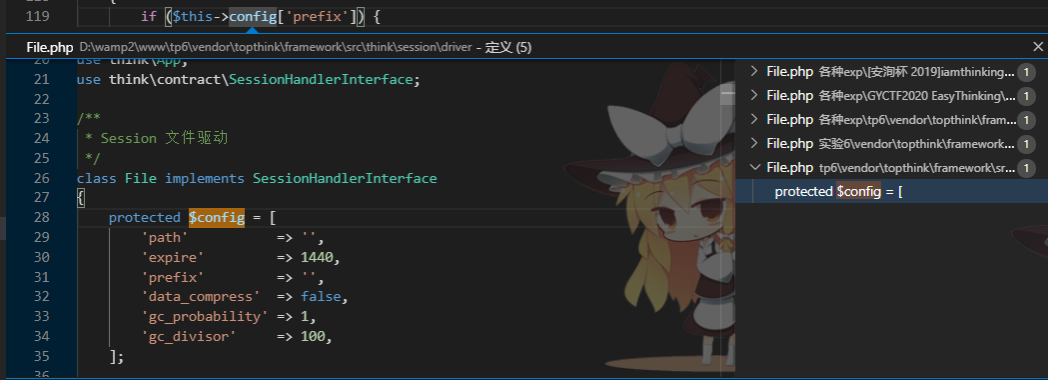 119 if ($this->config['prefix']) {
File.php D:\wamp2\www\tp6\vendor\topthink\framework\src\think\session\driver - 定义 (5)
20 use think\App;
21 use think\contract\SessionHandlerInterface;
22
23 /**
24 * Session 文件驱动
25 */
26 class File implements SessionHandlerInterface
27 {
28 protected $config = [
29 'path' => '',
30 'expire' => 1440,
31 'prefix' => '',
32 'data_compress' => false,
33 'gc_probability' => 1,
34 'gc_divisor' => 100,
35 ];
36
File.php 各种exp\[安洵杯 2019]iamthinking... 1
File.php 各种exp\GYCTF2020 EasyThinking\... 1
File.php 各种exp\tp6\vendor\topthink\fram... 1
File.php 实验6\vendor\topthink\framework... 1
File.php tp6\vendor\topthink\framework\sr... 1
protected $config = [